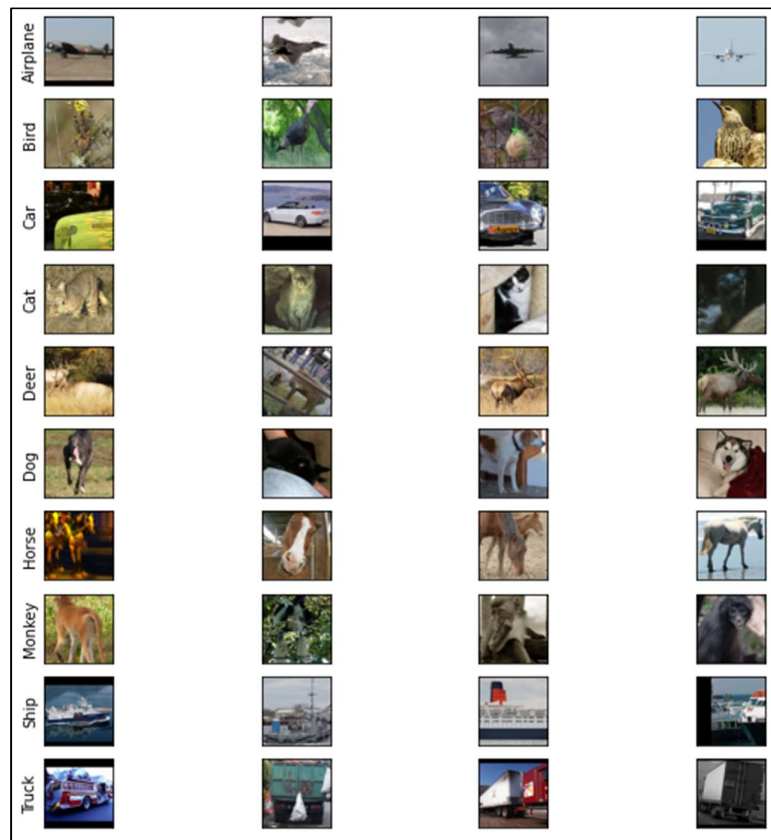 Airplane
Bird
Car
Cat
Deer
Dog
Horse
Monkey
Ship
Truck